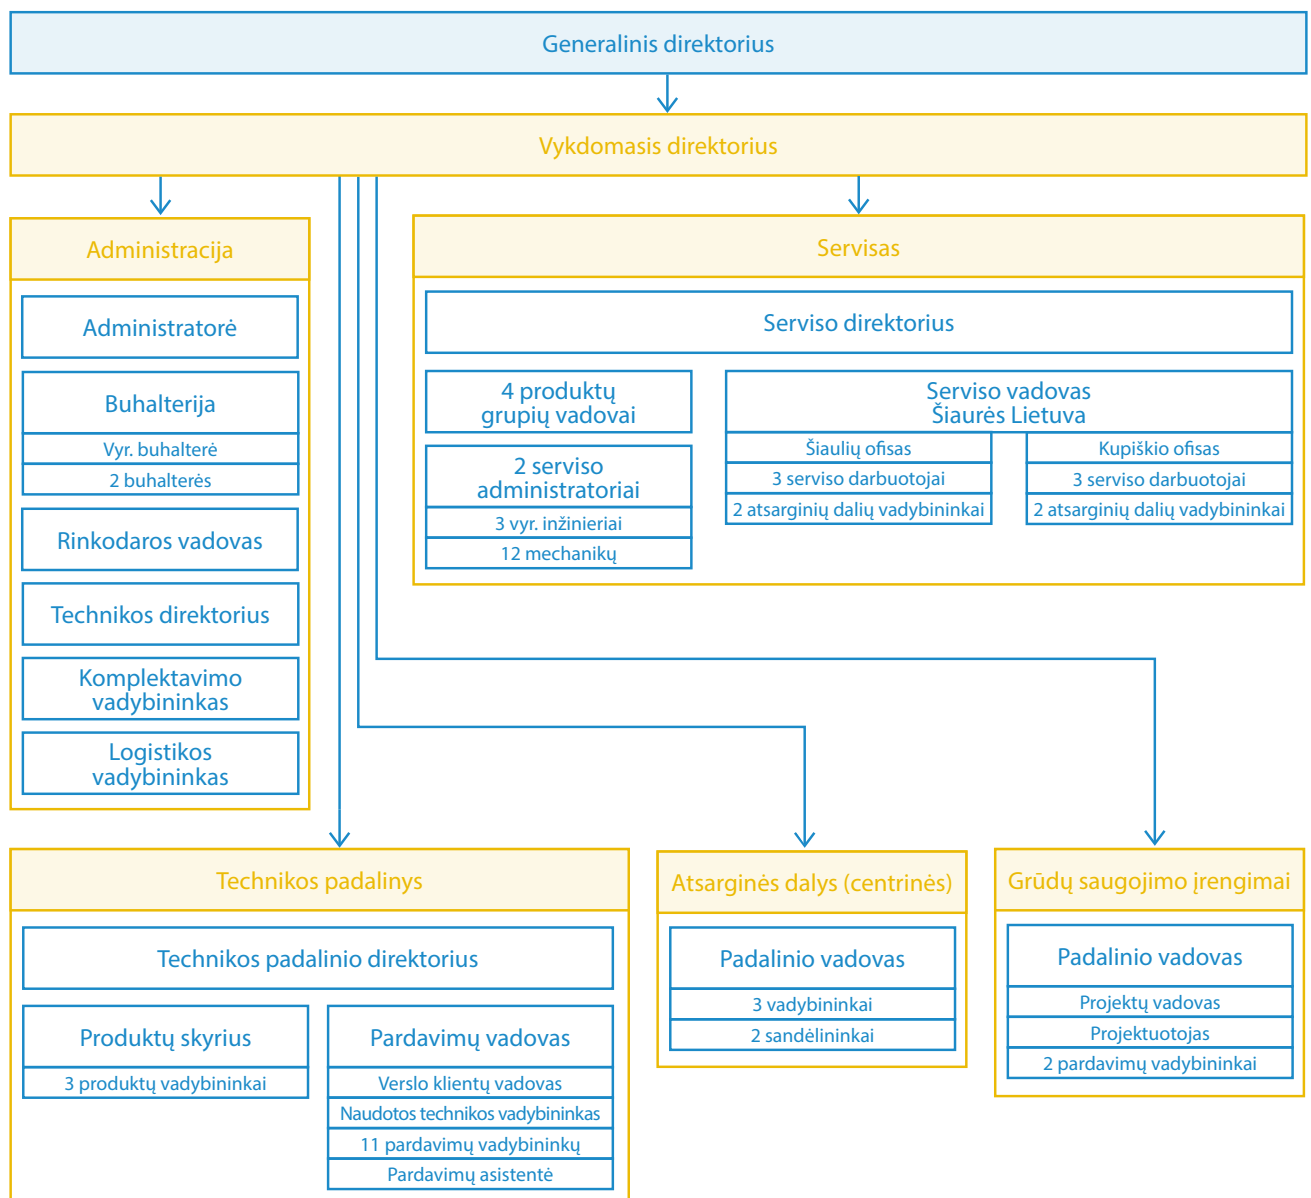 Generalinis direktorius
Vykdomasis direktorius
Administracija
Administratorė
Buhalterija
Vyr. buhalterė
2 buhalterės
Rinkodaros vadovas
Technikos direktorius
Komplektavimo
vadybininkas
Logistikos
vadybininkas
Servisas
Serviso direktorius
4 produktų
grupių vadovai
2 serviso
administratoriai
3 vyr. inžinieriai
12 mechanikų
Serviso vadovas
Šiaurės Lietuva
Šiaulių ofisas
3 serviso darbuotojai
2 atsarginių dalių vadybininkai
Kupiškio ofisas
3 serviso darbuotojai
2 atsarginių dalių vadybininkai
Technikos padalinys
Technikos padalinio direktorius
Produktų skyrius
3 produktų vadybininkai
Pardavimų vadovas
Verslo klientų vadovas
Naudotos technikos vadybininkas
11 pardavimų vadybininkų
Pardavimų asistentė
Atsarginės dalys (centrinės)
Padalinio vadovas
3 vadybininkai
2 sandėlininkai
Grūdų saugojimo įrengimai
Padalinio vadovas
Projektų vadovas
Projektuotojas
2 pardavimų vadybininkai